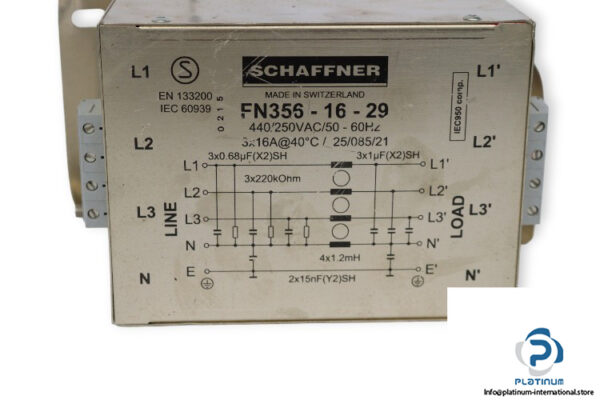 L1
S
SCHAFFNER
L1'
EN 133200
IEC 60939
0215
MADE IN SWITZERLAND
FN356 - 16 - 29
440/250VAC/50 - 60Hz
3x16A@40°C / 25/085/21
IEC950 comp.
L2
L2'
3x0.68µF(X2)SH
3x1µF(X2)SH
L1
L1'
3x220kOhm
L2
L2'
L3
LINE
L3
L3'
LOAD
L3'
N
N'
4x1.2mH
N
E
E'
N'
2x15nF(Y2)SH
P
PLATINUM
INTERNATIONAL
Info@platinum-international.store